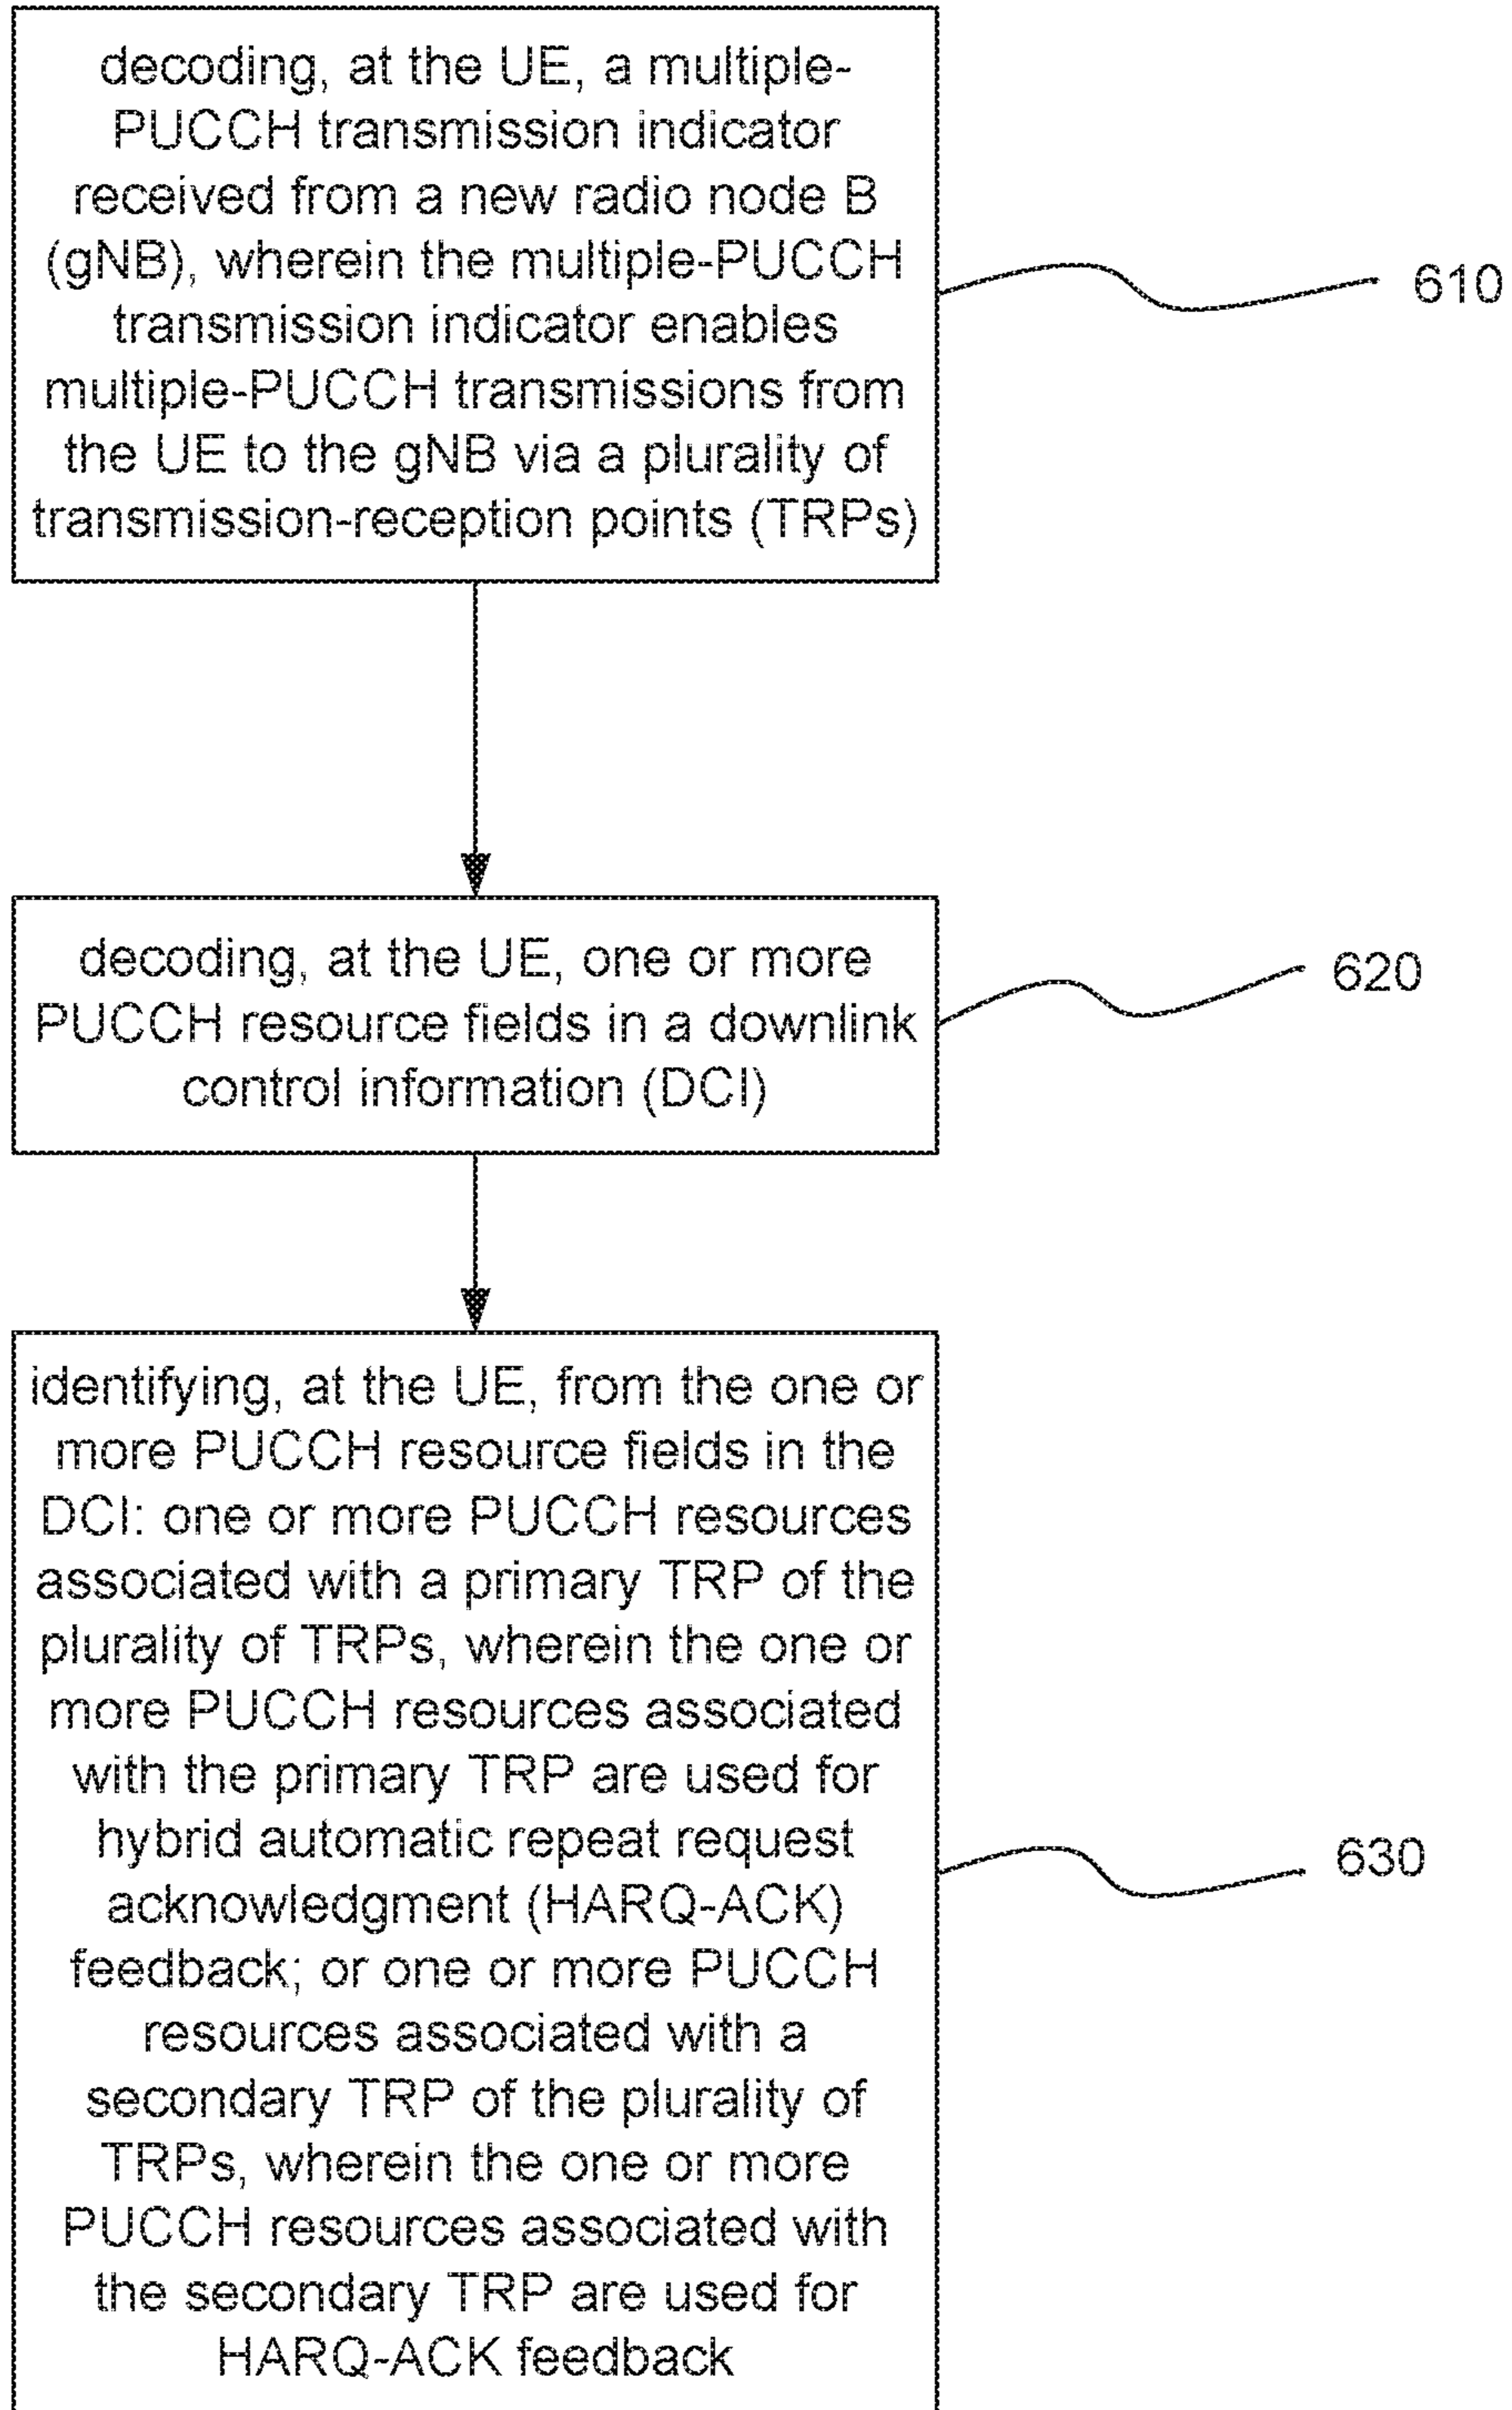 decoding, at the UE, a multiple-
PUCCH transmission indicator
received from a new radio node B
(gNB), wherein the multiple-PUCCH
transmission indicator enables
multiple-PUCCH transmissions from
the UE to the gNB via a plurality of
transmission-reception points (TRPs)
610
decoding, at the UE, one or more
PUCCH resource fields in a downlink
control information (DCI)
620
identifying, at the UE, from the one or
more PUCCH resource fields in the
DCI: one or more PUCCH resources
associated with a primary TRP of the
plurality of TRPs, wherein the one or
more PUCCH resources associated
with the primary TRP are used for
hybrid automatic repeat request
acknowledgment (HARQ-ACK)
feedback; or one or more PUCCH
resources associated with a
secondary TRP of the plurality of
TRPs, wherein the one or more
PUCCH resources associated with
the secondary TRP are used for
HARQ-ACK feedback
630